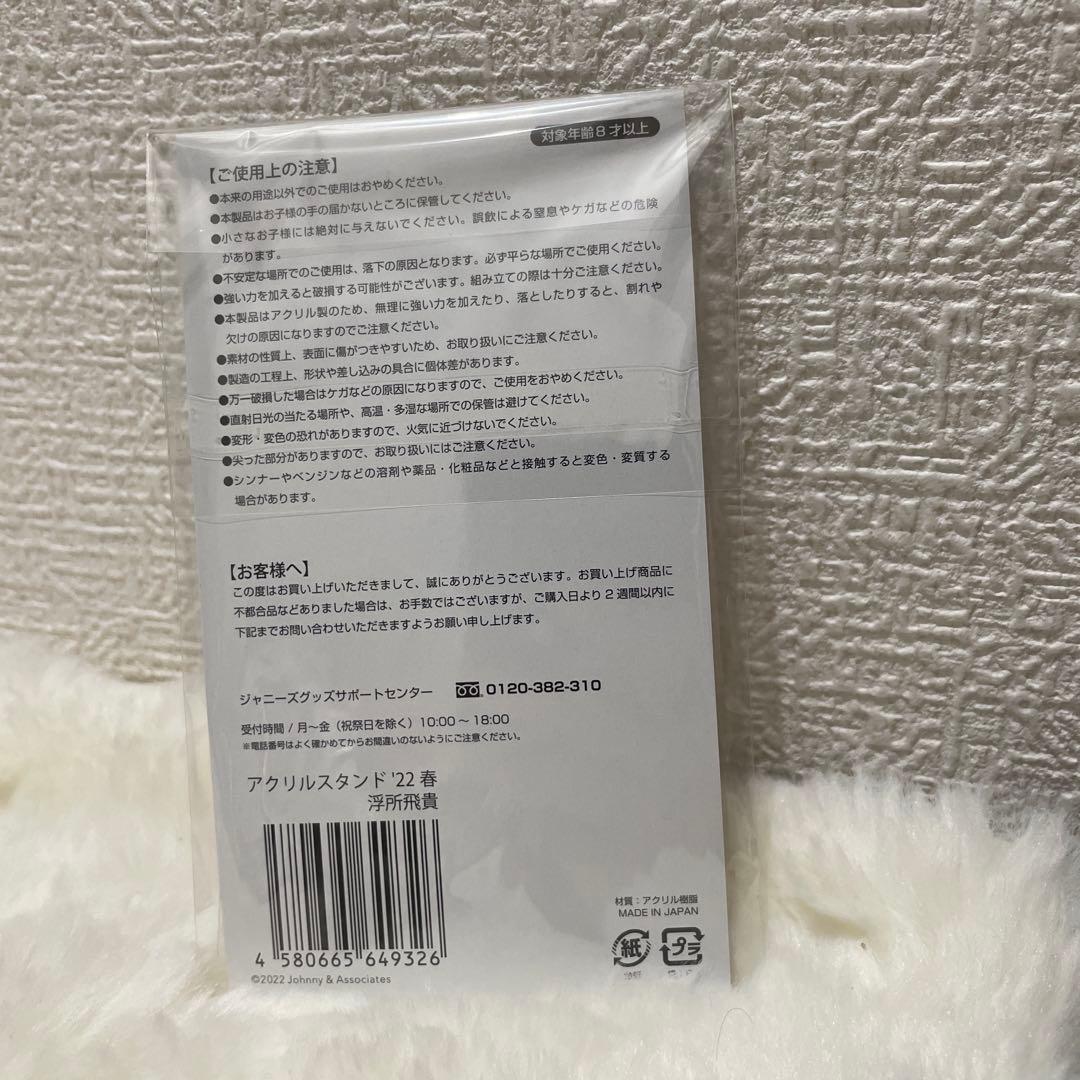 対象年齢8才以上
【ご使用上の注意】
●本来の用途以外でのご使用はおやめください。
●本製品はお子様の手の届かないところに保管してください。
●小さなお子様には絶対に与えないでください。誤飲による窒息やケガなどの危険
があります。
●不安定な場所でのご使用は、落下の原因となります。必ず平らな場所でご使用ください。
●強い力を加えると破損する可能性がございます。組み立ての際は十分ご注意ください。
●本製品はアクリル製のため、無理に強い力を加えたり、落としたりすると、割れや
欠けの原因になりますのでご注意ください。
●素材の性質上、表面に傷がつきやすいため、お取り扱いにご注意ください。
●製造の工程上、形状や差し込みの具合に個体差があります。
●万一破損した場合はケガなどの原因になりますので、ご使用をおやめください。
●直射日光の当たる場所や、高温・多湿な場所での保管は避けてください。
●変形・変色の恐れがありますので、火気に近づけないでください。
●尖った部分がありますので、お取り扱いにはご注意ください。
●シンナーやベンジンなどの溶剤や薬品・化粧品などと接触すると変色・変質する
場合があります。
【お客様へ】
この度はお買い上げいただきまして、誠にありがとうございます。お買い上げ商品に
不都合品などありました場合は、お手数ではございますが、ご購入日より2週間以内に
下記までお問い合わせいただきますようお願い申し上げます。
ジャニーズグッズサポートセンター 0120-382-310
受付時間/月～金（祝祭日を除く）10:00～18:00
※電話番号はよく確かめてからお間違いのないようにご注意ください。
アクリルスタンド'22 春
浮所飛貴
4 580665 649326
©2022 Johnny & Associates
材質：アクリル樹脂
MADE IN JAPAN
紙 プラ